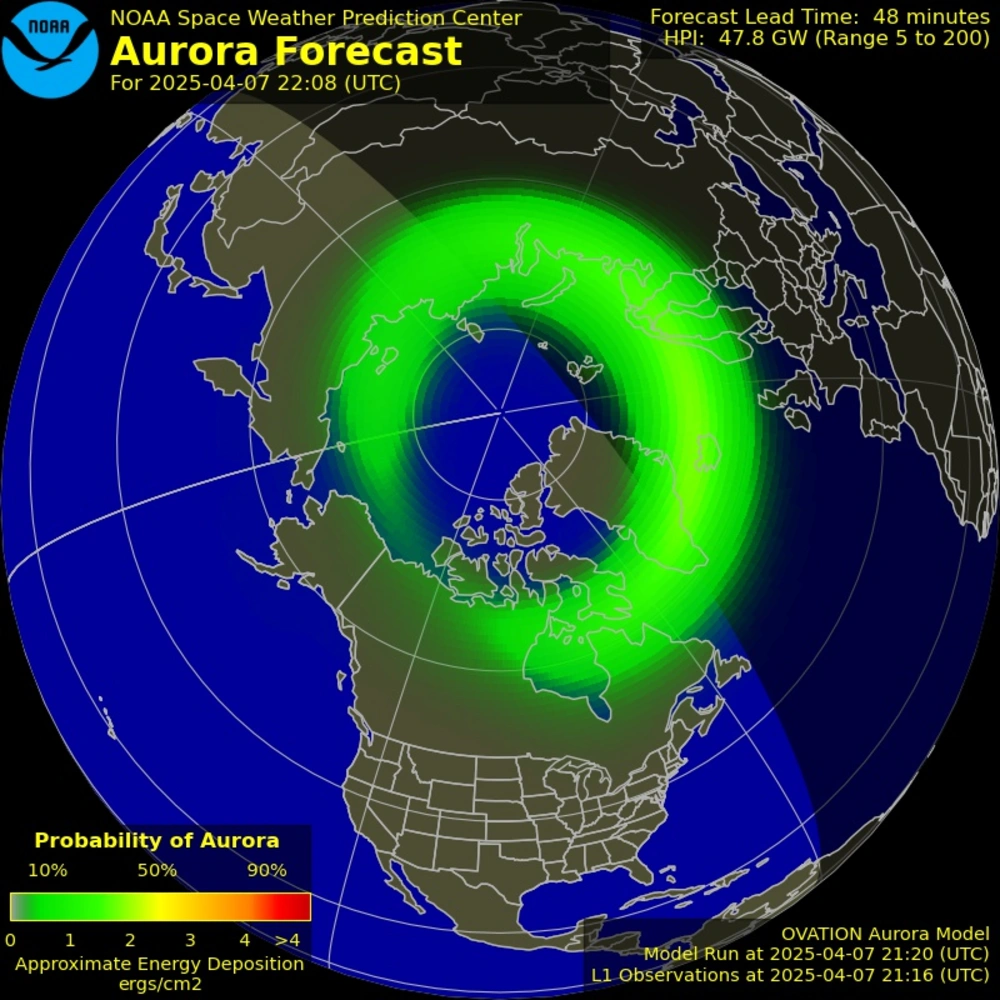 NOAA
NOAA Space Weather Prediction Center
Aurora Forecast
For 2025-04-07 22:08 (UTC)
Forecast Lead Time: 48 minutes
HPI: 47.8 GW (Range 5 to 200)
Probability of Aurora
10% 50% 90%
0 1 2 3 4 >4
Approximate Energy Deposition
ergs/cm2
OVATION Aurora Model
Model Run at 2025-04-07 21:20 (UTC)
L1 Observations at 2025-04-07 21:16 (UTC)